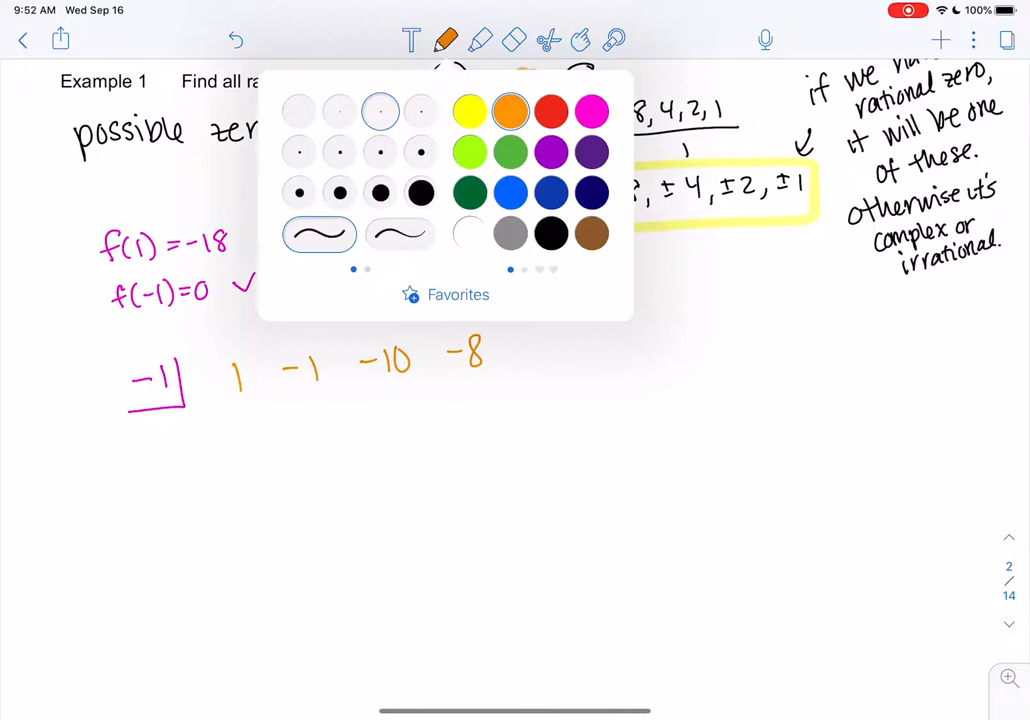 9:52 AM Wed Sep 16
100%
T
Example 1 Find all
possible
8, 4, 2, 1
1
± 4, ± 2, ± 1
if we
rational zero,
it will be one
of these.
otherwise it's
complex or
irrational.
f(1) = -18
f(-1) = 0 ✓
Favorites
-1 1 -1 -10 -8
2
/
14